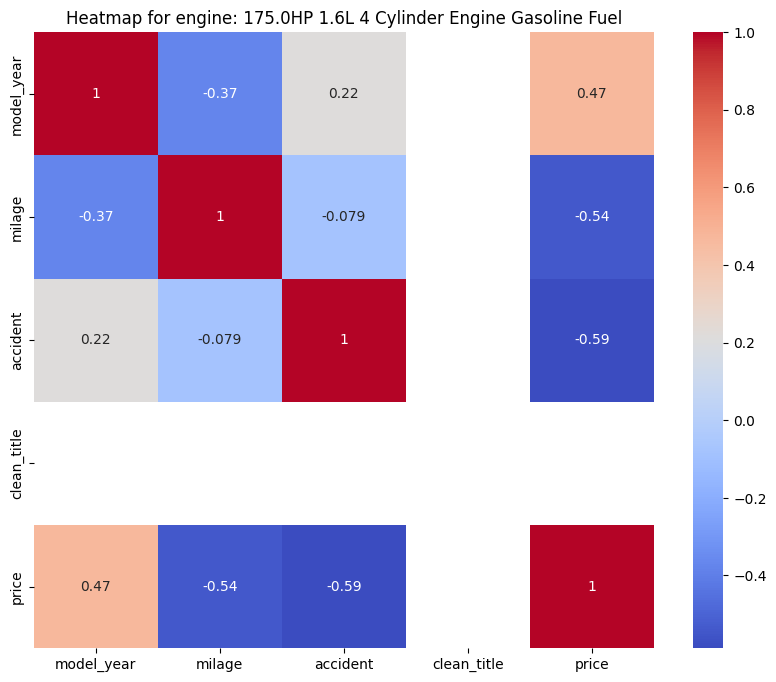 Heatmap for engine: 175.0HP 1.6L 4 Cylinder Engine Gasoline Fuel
model_year 1 -0.37 0.22 0.47
milage -0.37 1 -0.079 -0.54
accident 0.22 -0.079 1 -0.59
clean_title
price 0.47 -0.54 -0.59 1
model_year milage accident clean_title price
1.0
0.8
0.6
0.4
0.2
0.0
−0.2
−0.4